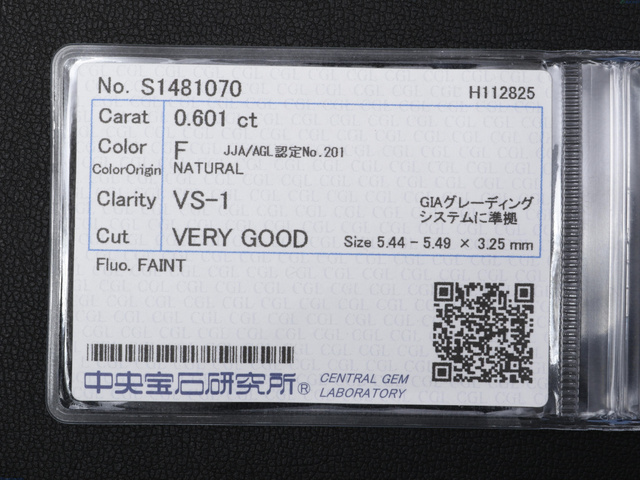 No. S1481070
H112825
Carat 0.601 ct
Color F JJA/AGL認定No.201
ColorOrigin NATURAL
Clarity VS-1
GIAグレーディング
システムに準拠
Cut VERY GOOD Size 5.44 - 5.49 × 3.25 mm
Fluo. FAINT
中央宝石研究所® CENTRAL GEM
LABORATORY